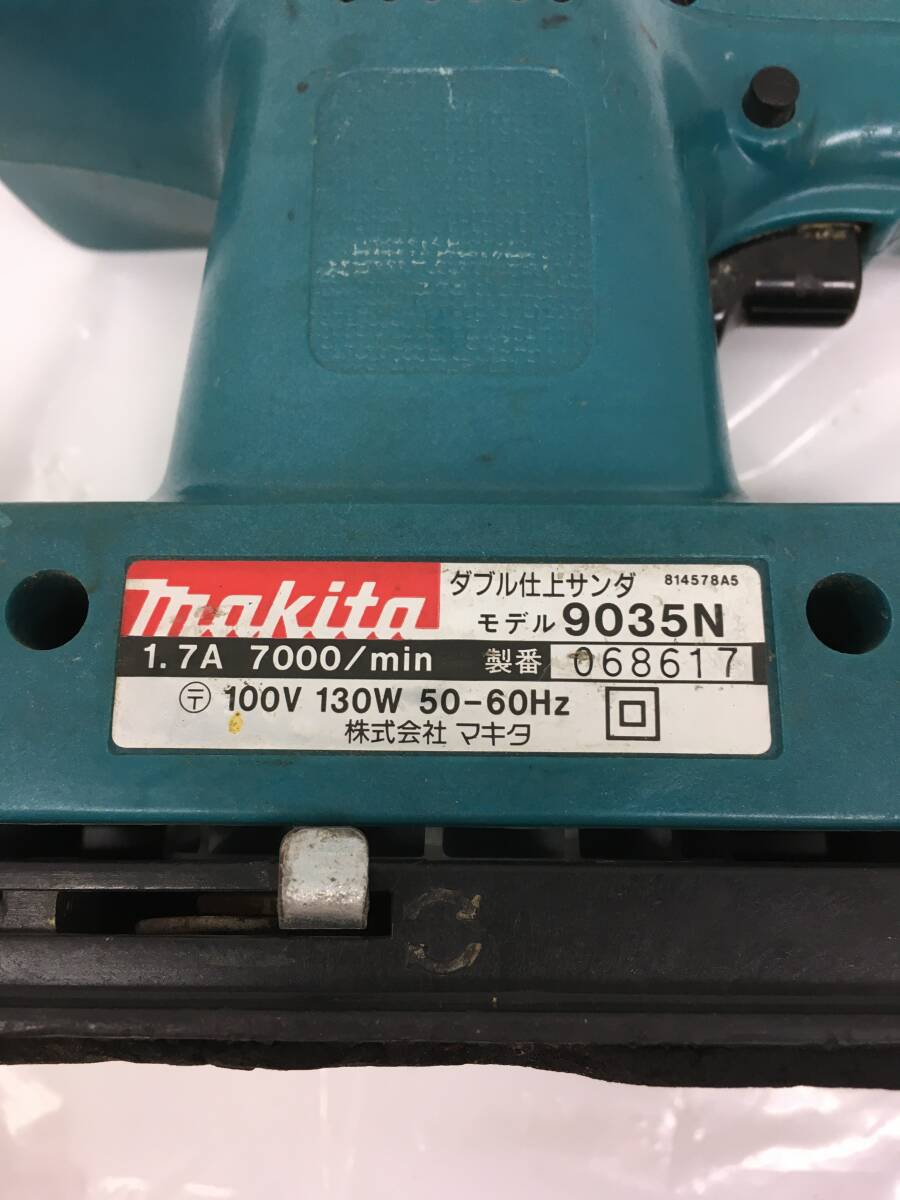 makita
ダブル仕上サンダ 814578A5
モデル 9035N
1.7A 7000/min 製番 068617
〒 100V 130W 50-60Hz
株式会社 マキタ